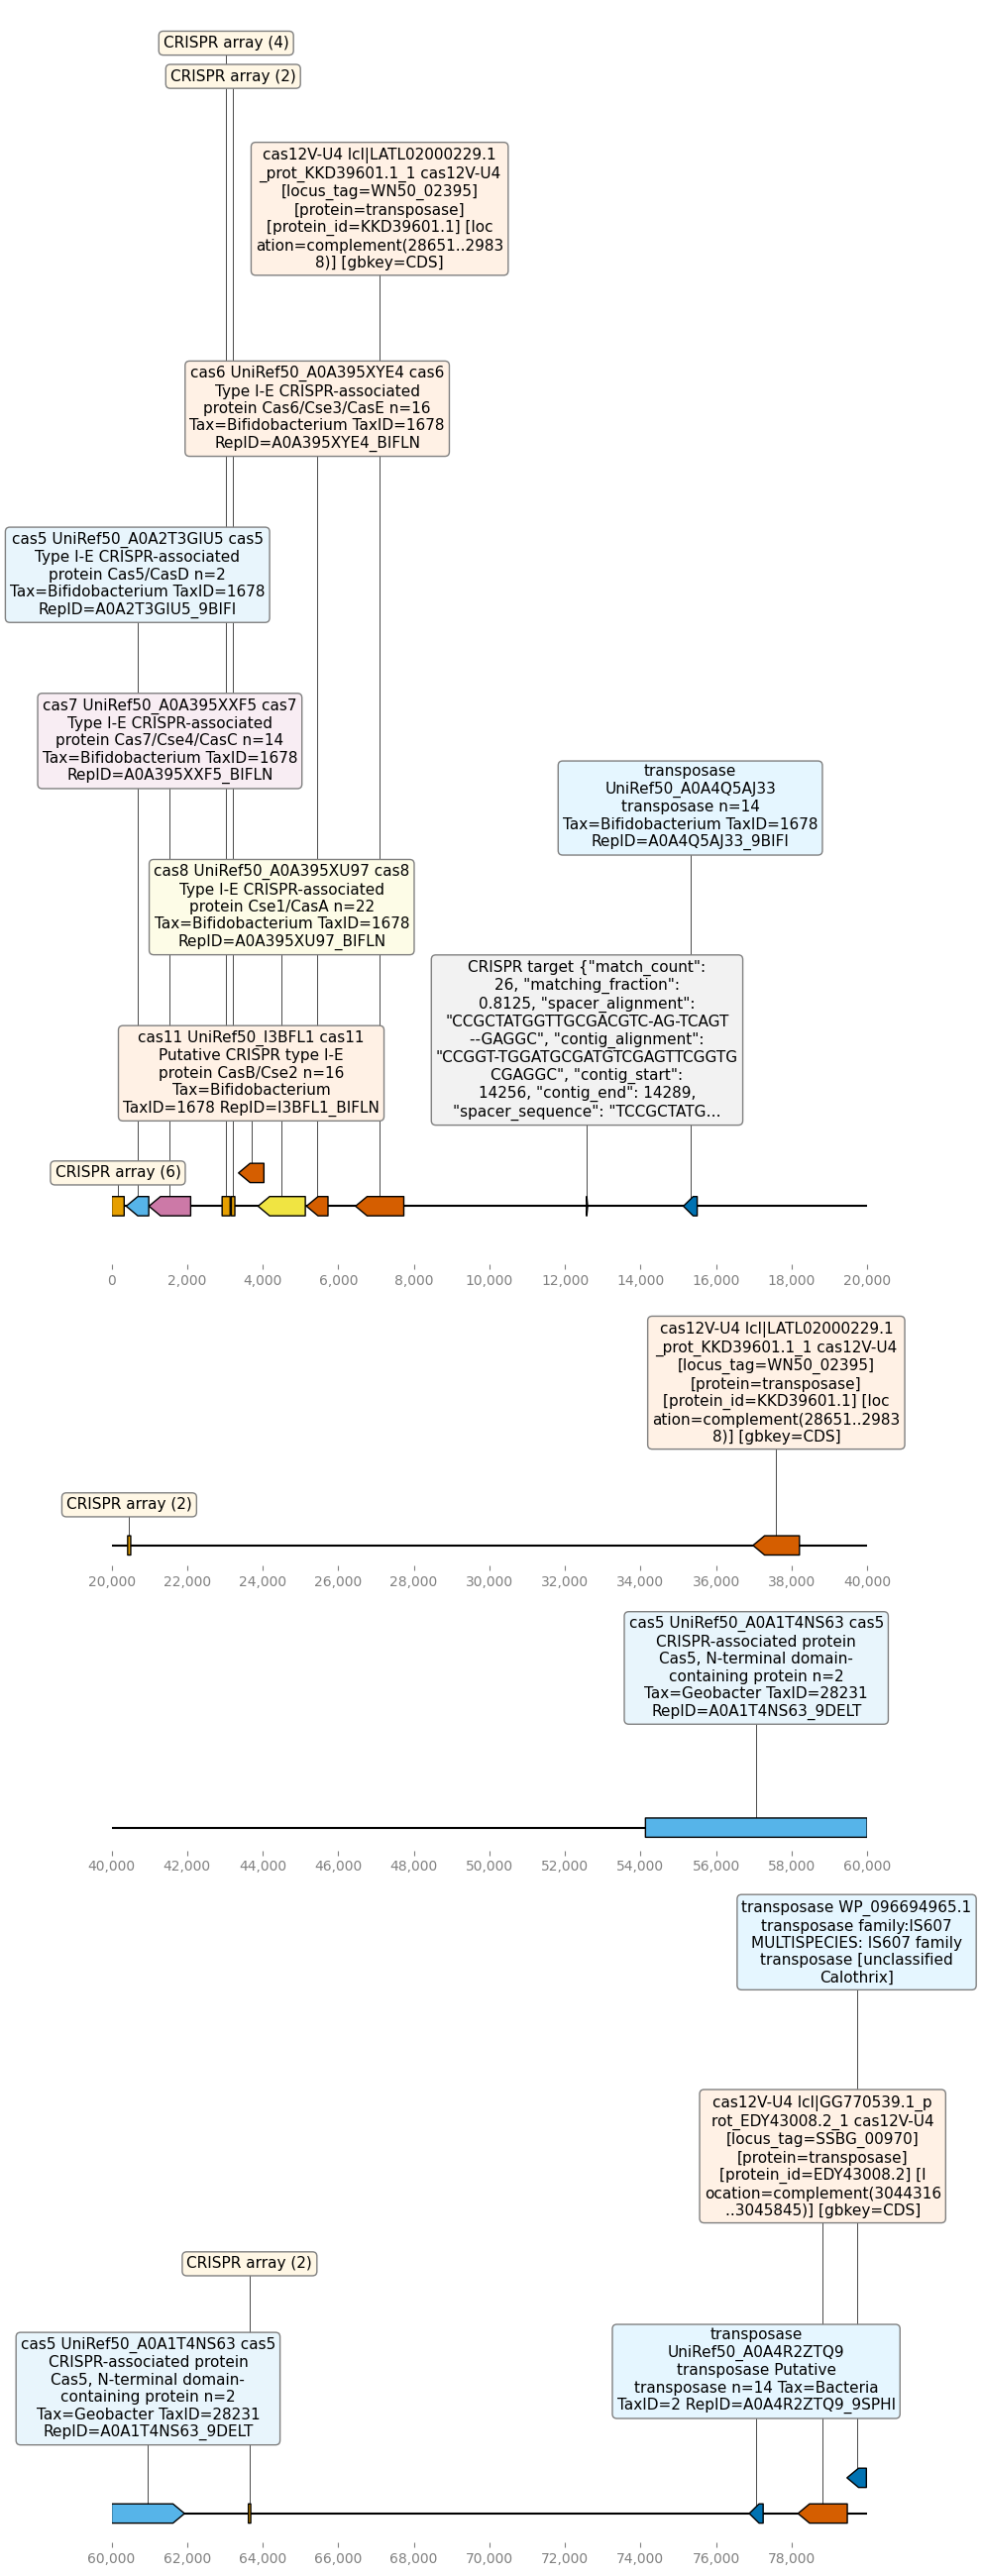 CRISPR array (4)
CRISPR array (2)
cas12V-U4 lcl|LATL02000229.1
_prot_KKD39601.1_1 cas12V-U4
[locus_tag=WN50_02395]
[protein=transposase]
[protein_id=KKD39601.1] [loc
ation=complement(28651..2983
8)] [gbkey=CDS]
cas6 UniRef50_A0A395XYE4 cas6
Type I-E CRISPR-associated
protein Cas6/Cse3/CasE n=16
Tax=Bifidobacterium TaxID=1678
RepID=A0A395XYE4_BIFLN
cas5 UniRef50_A0A2T3GIU5 cas5
Type I-E CRISPR-associated
protein Cas5/CasD n=2
Tax=Bifidobacterium TaxID=1678
RepID=A0A2T3GIU5_9BIFI
cas7 UniRef50_A0A395XXF5 cas7
Type I-E CRISPR-associated
protein Cas7/Cse4/CasC n=14
Tax=Bifidobacterium TaxID=1678
RepID=A0A395XXF5_BIFLN
transposase
UniRef50_A0A4Q5AJ33
transposase n=14
Tax=Bifidobacterium TaxID=1678
RepID=A0A4Q5AJ33_9BIFI
cas8 UniRef50_A0A395XU97 cas8
Type I-E CRISPR-associated
protein Cse1/CasA n=22
Tax=Bifidobacterium TaxID=1678
RepID=A0A395XU97_BIFLN
CRISPR target {"match_count":
26, "matching_fraction":
0.8125, "spacer_alignment":
"CCGCTATGGTTGCGACGTC-AG-TCAGT
--GAGGC", "contig_alignment":
"CCGGT-TGGATGCGATGTCGAGTTCGGTG
CGAGGC", "contig_start":
14256, "contig_end": 14289,
"spacer_sequence": "TCCGCTATG...
cas11 UniRef50_I3BFL1 cas11
Putative CRISPR type I-E
protein CasB/Cse2 n=16
Tax=Bifidobacterium
TaxID=1678 RepID=I3BFL1_BIFLN
CRISPR array (6)
0 2,000 4,000 6,000 8,000 10,000 12,000 14,000 16,000 18,000 20,000
cas12V-U4 lcl|LATL02000229.1
_prot_KKD39601.1_1 cas12V-U4
[locus_tag=WN50_02395]
[protein=transposase]
[protein_id=KKD39601.1] [loc
ation=complement(28651..2983
8)] [gbkey=CDS]
CRISPR array (2)
20,000 22,000 24,000 26,000 28,000 30,000 32,000 34,000 36,000 38,000 40,000
cas5 UniRef50_A0A1T4NS63 cas5
CRISPR-associated protein
Cas5, N-terminal domain-
containing protein n=2
Tax=Geobacter TaxID=28231
RepID=A0A1T4NS63_9DELT
40,000 42,000 44,000 46,000 48,000 50,000 52,000 54,000 56,000 58,000 60,000
transposase WP_096694965.1
transposase family:IS607
MULTISPECIES: IS607 family
transposase [unclassified
Calothrix]
cas12V-U4 lcl|GG770539.1_p
rot_EDY43008.2_1 cas12V-U4
[locus_tag=SSBG_00970]
[protein=transposase]
[protein_id=EDY43008.2] [l
ocation=complement(3044316
..3045845)] [gbkey=CDS]
CRISPR array (2)
cas5 UniRef50_A0A1T4NS63 cas5
CRISPR-associated protein
Cas5, N-terminal domain-
containing protein n=2
Tax=Geobacter TaxID=28231
RepID=A0A1T4NS63_9DELT
transposase
UniRef50_A0A4R2ZTQ9
transposase Putative
transposase n=14 Tax=Bacteria
TaxID=2 RepID=A0A4R2ZTQ9_9SPHI
60,000 62,000 64,000 66,000 68,000 70,000 72,000 74,000 76,000 78,000